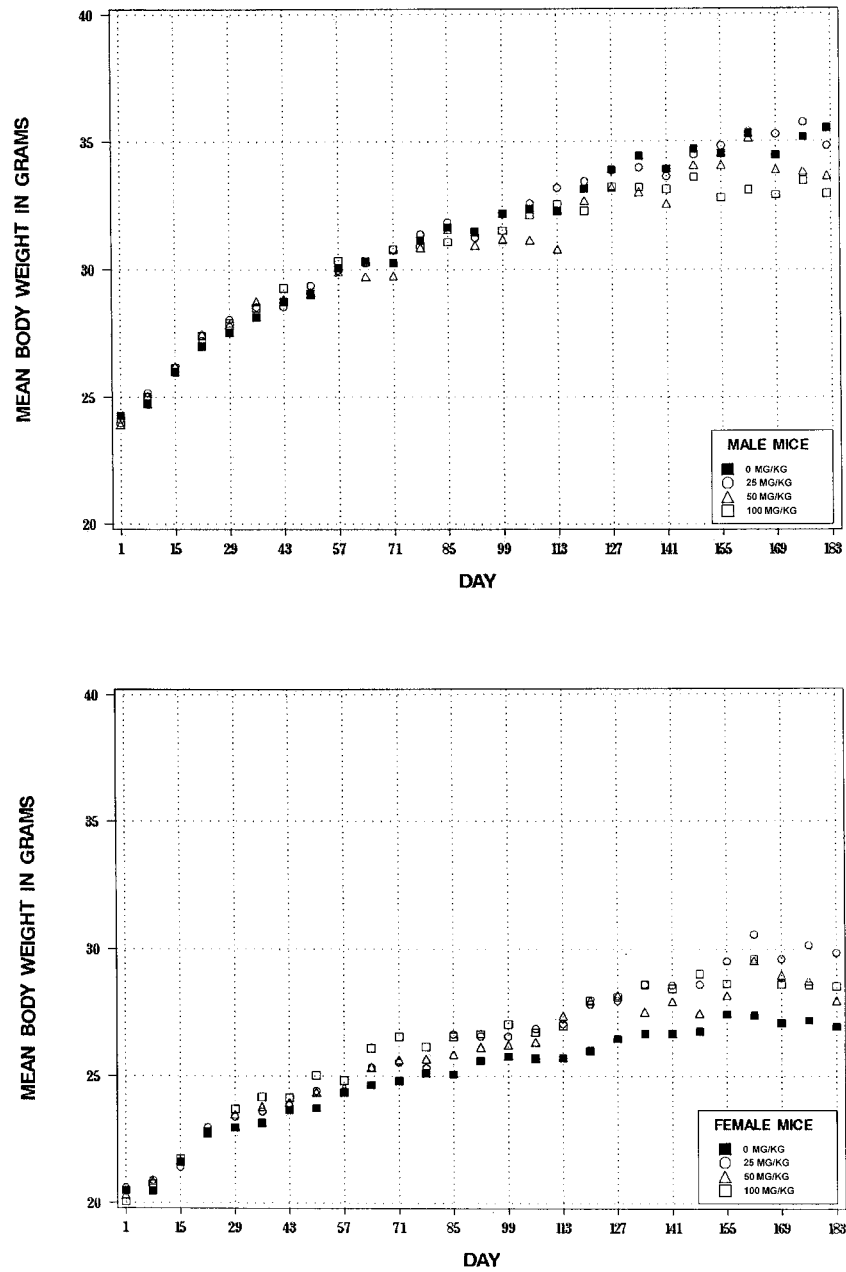 40
35
30
25
20
MEAN BODY WEIGHT IN GRAMS
MALE MICE
0 MG/KG
25 MG/KG
50 MG/KG
100 MG/KG
1 15 29 43 57 71 85 99 113 127 141 155 169 183
DAY
40
35
30
25
20
MEAN BODY WEIGHT IN GRAMS
FEMALE MICE
0 MG/KG
25 MG/KG
50 MG/KG
100 MG/KG
1 15 29 43 57 71 85 99 113 127 141 155 169 183
DAY